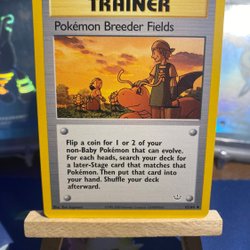 TRAINER
Pokémon Breeder Fields
Flip a coin for 1 or 2 of your
non-Baby Pokémon that can evolve.
For each heads, search your deck for
a later-Stage card that matches that
Pokémon. Then put that card into
your hand. Shuffle your deck
afterward.